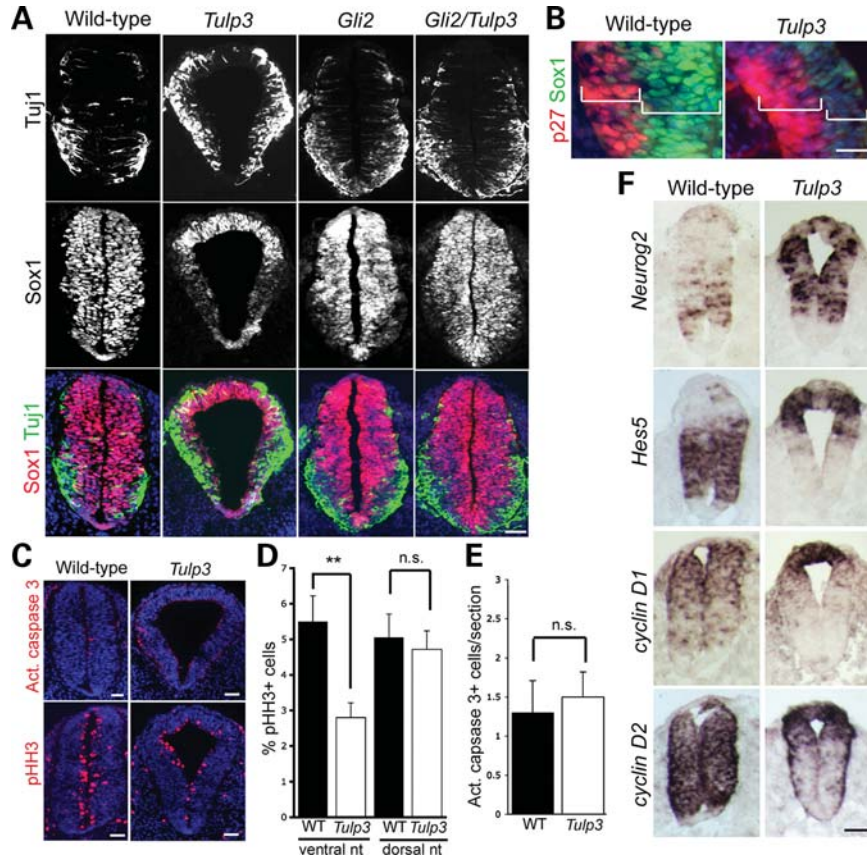 A
Wild-type Tulp3 Gli2 Gli2/Tulp3
Tuj1
Sox1
Sox1 Tuj1
B
Wild-type Tulp3
p27 Sox1
C
Wild-type Tulp3
Act. caspase 3
pHH3
D
% pHH3+ cells
7
6
5
4
3
2
1
0
**
n.s.
WT Tulp3 WT Tulp3
ventral nt dorsal nt
E
Act. capsase 3+ cells/section
3
2.5
2
1.5
1
0.5
0
n.s.
WT Tulp3
F
Wild-type Tulp3
Neurog2
Hes5
cyclin D1
cyclin D2